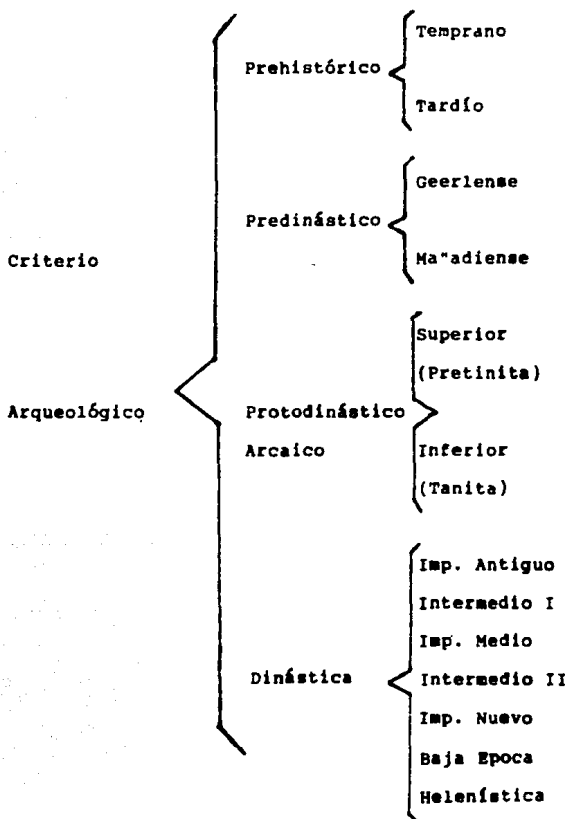 Criterio
Arqueológico
Prehistórico
Temprano
Tardío
Predinástico
Geerlense
Ma"adiense
Protodinástico
Arcaico
Superior
(Pretinita)
Inferior
(Tanita)
Dinástica
Imp. Antiguo
Intermedio I
Imp. Medio
Intermedio II
Imp. Nuevo
Baja Epoca
Helenística